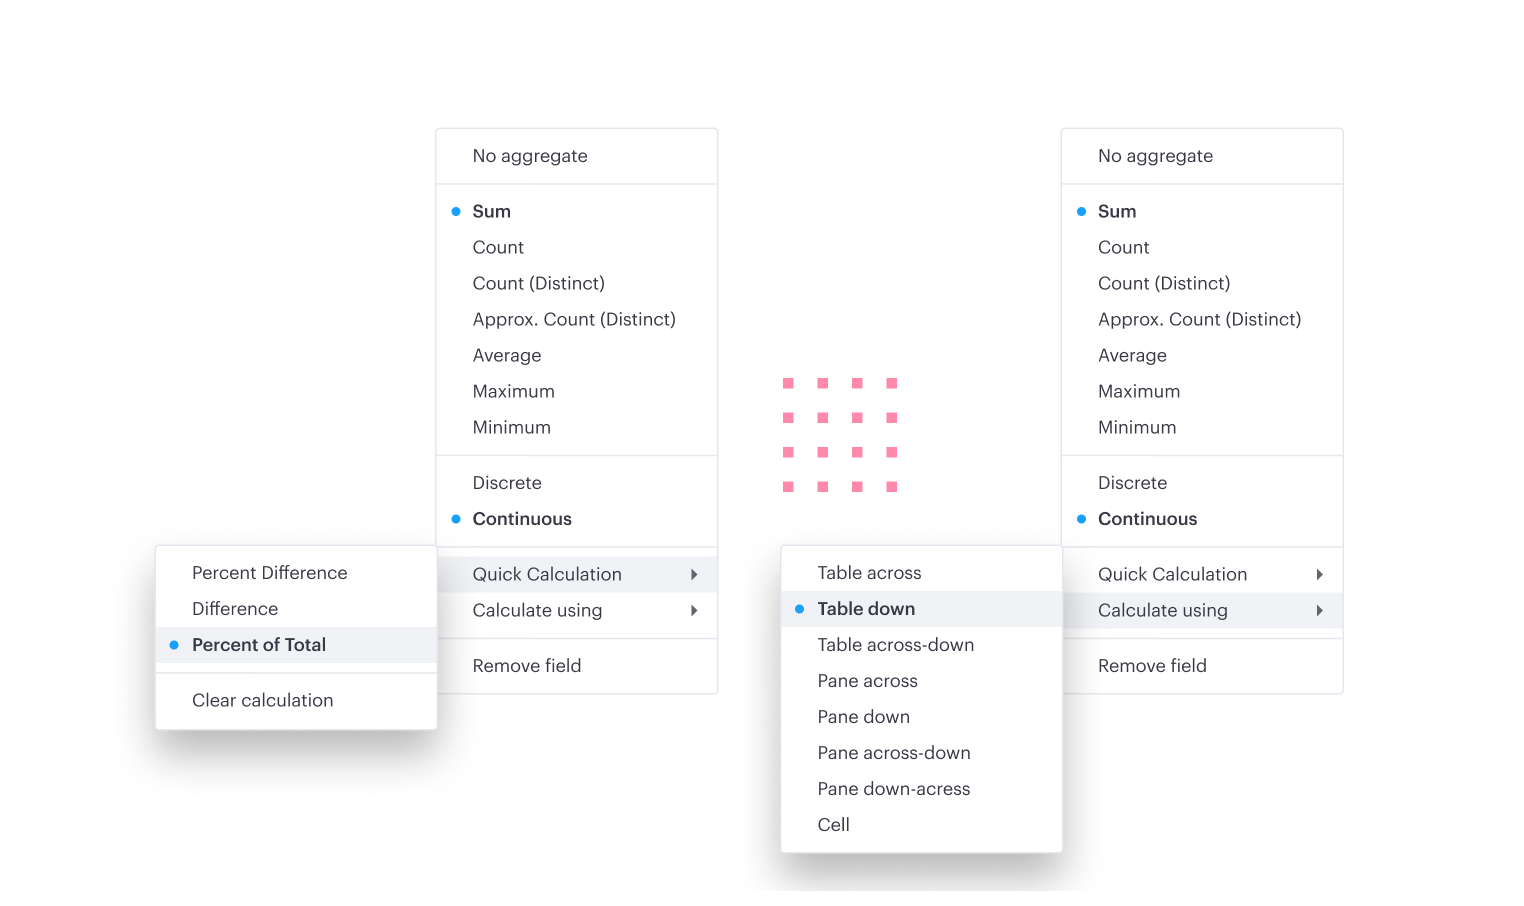 No aggregate
Sum
Count
Count (Distinct)
Approx. Count (Distinct)
Average
Maximum
Minimum
Discrete
Continuous
Quick Calculation
Calculate using
Remove field
Percent Difference
Difference
Percent of Total
Clear calculation
No aggregate
Sum
Count
Count (Distinct)
Approx. Count (Distinct)
Average
Maximum
Minimum
Discrete
Continuous
Quick Calculation
Calculate using
Remove field
Table across
Table down
Table across-down
Pane across
Pane down
Pane across-down
Pane down-acress
Cell